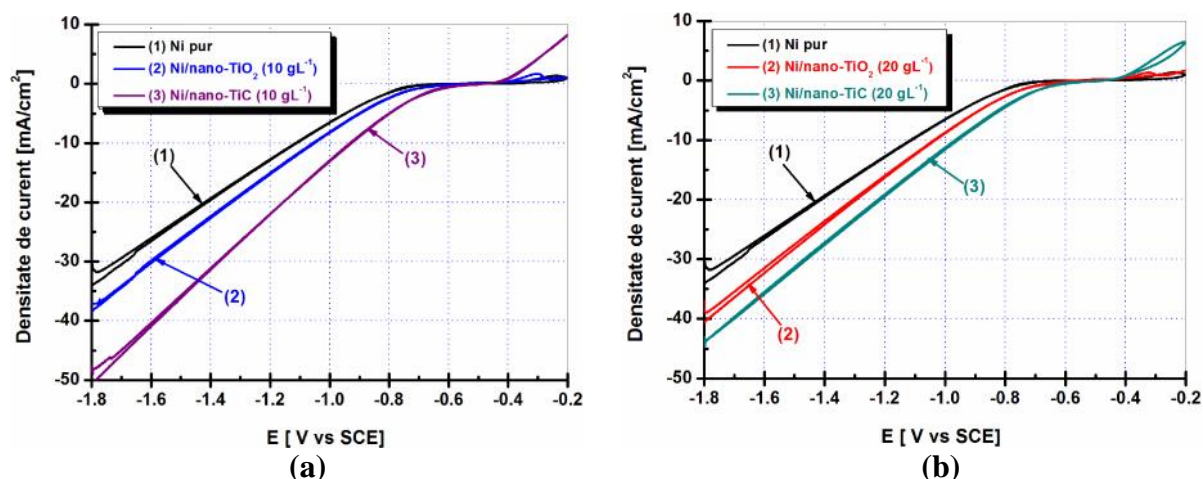 (1) Ni pur
(2) Ni/nano-TiO₂ (10 gL⁻¹)
(3) Ni/nano-TiC (10 gL⁻¹)
Densitate de curent [mA/cm²]
10
0
-10
-20
-30
-40
-50
(1)
(2)
(3)
-1.8 -1.6 -1.4 -1.2 -1.0 -0.8 -0.6 -0.4 -0.2
E [ V vs SCE]
(a)
(1) Ni pur
(2) Ni/nano-TiO₂ (20 gL⁻¹)
(3) Ni/nano-TiC (20 gL⁻¹)
Densitate de curent [mA/cm²]
10
0
-10
-20
-30
-40
-50
(1)
(2)
(3)
-1.8 -1.6 -1.4 -1.2 -1.0 -0.8 -0.6 -0.4 -0.2
E [ V vs SCE]
(b)